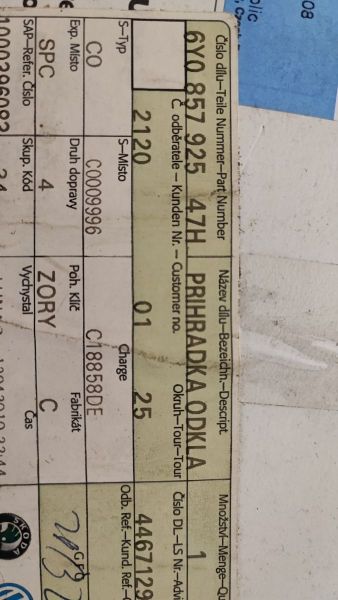 Číslo dílu–Teile Nummer–Part Number Název dílu–Bezeichn.–Descript Množství–Menge–Qu
6Y0 857 925 47H PRIHRADKA ODKLA 1
Č. odběratele – Kunden Nr. – Customer no. Okruh–Tour–Tour Číslo DL–LS Nr.–Advi
2120 01 25 4467129
S–Typ S–Místo Charge Odb. Ref.–Kund. Ref.–
CO C0009996 C18858DE
Exp. Místo Druh dopravy Poh. Klíč Fabrikát
SPC 4 ZORY C
SAP–Refer. Číslo Skup. Kód Vychystal Čas
ŠKODA
08